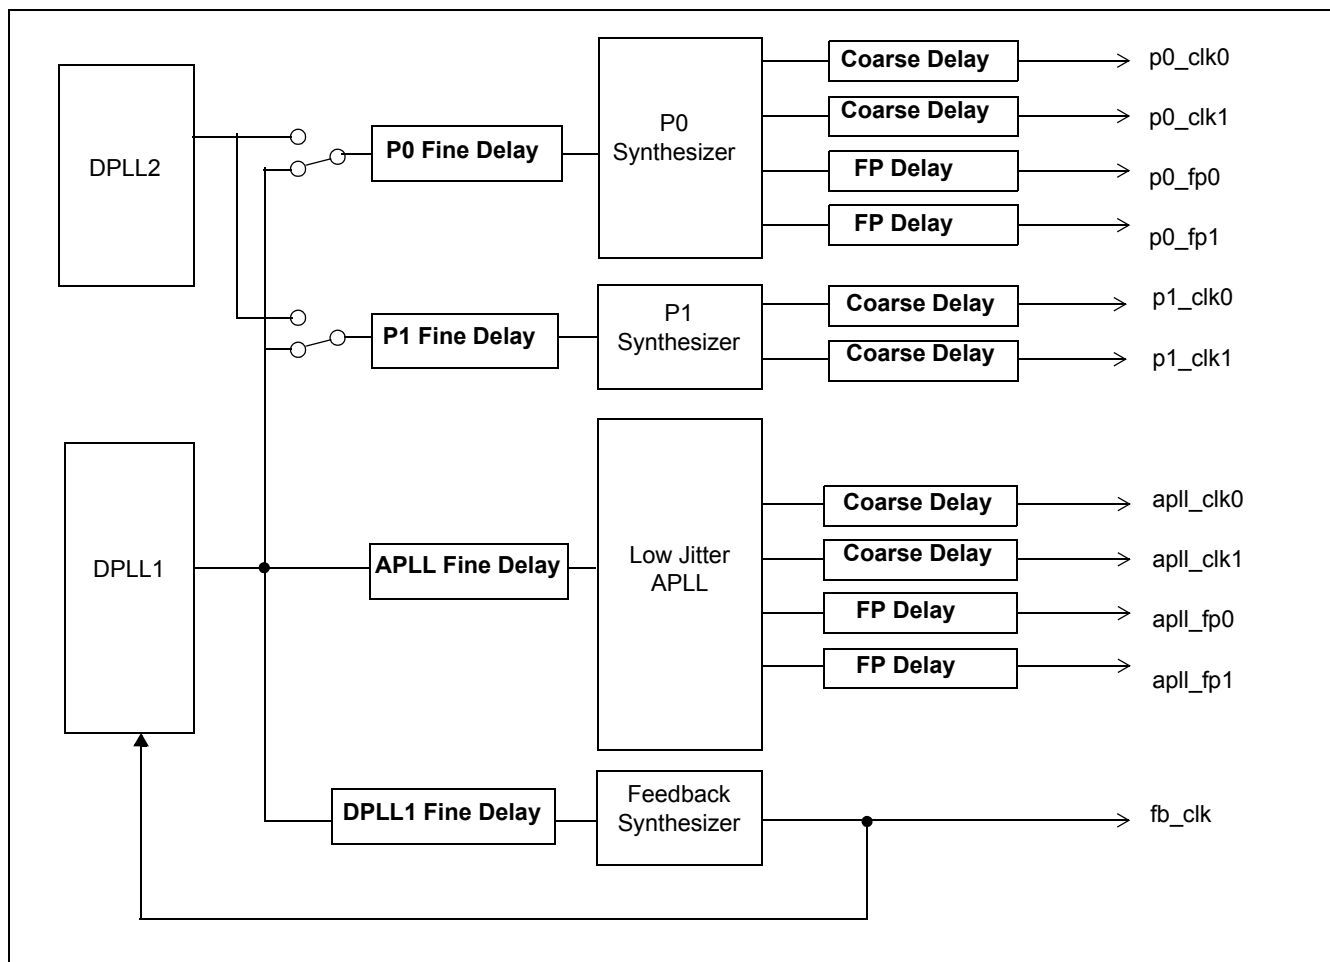 DPLL2
P0 Fine Delay
P0
Synthesizer
Coarse Delay
p0_clk0
Coarse Delay
p0_clk1
FP Delay
p0_fp0
FP Delay
p0_fp1
P1 Fine Delay
P1
Synthesizer
Coarse Delay
p1_clk0
Coarse Delay
p1_clk1
DPLL1
APLL Fine Delay
Low Jitter
APLL
Coarse Delay
apll_clk0
Coarse Delay
apll_clk1
FP Delay
apll_fp0
FP Delay
apll_fp1
DPLL1 Fine Delay
Feedback
Synthesizer
fb_clk